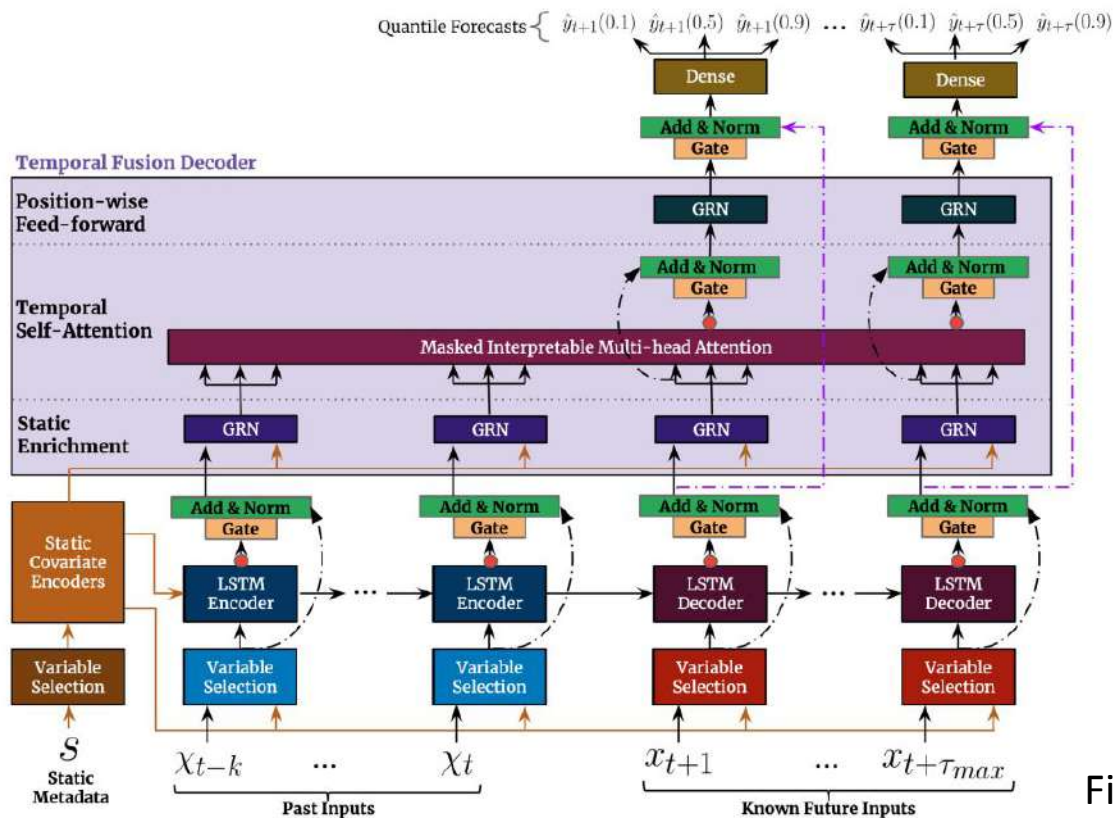 Quantile Forecasts { ŷt+1(0.1) ŷt+1(0.5) ŷt+1(0.9) ... ŷt+τ(0.1) ŷt+τ(0.5) ŷt+τ(0.9)
Dense Dense
Add & Norm Add & Norm
Gate Gate
Temporal Fusion Decoder
Position-wise
Feed-forward
GRN GRN
Add & Norm Add & Norm
Gate Gate
Temporal
Self-Attention
Masked Interpretable Multi-head Attention
Static
Enrichment
GRN GRN GRN GRN
Add & Norm Add & Norm Add & Norm Add & Norm
Gate Gate Gate Gate
Static
Covariate
Encoders
LSTM
Encoder
...
LSTM
Encoder
LSTM
Decoder
...
LSTM
Decoder
Variable
Selection
Variable
Selection
Variable
Selection
Variable
Selection
Variable
Selection
s χt−k ... χt xt+1 ... xt+τmax
Static
Metadata
Past Inputs Known Future Inputs
Fi